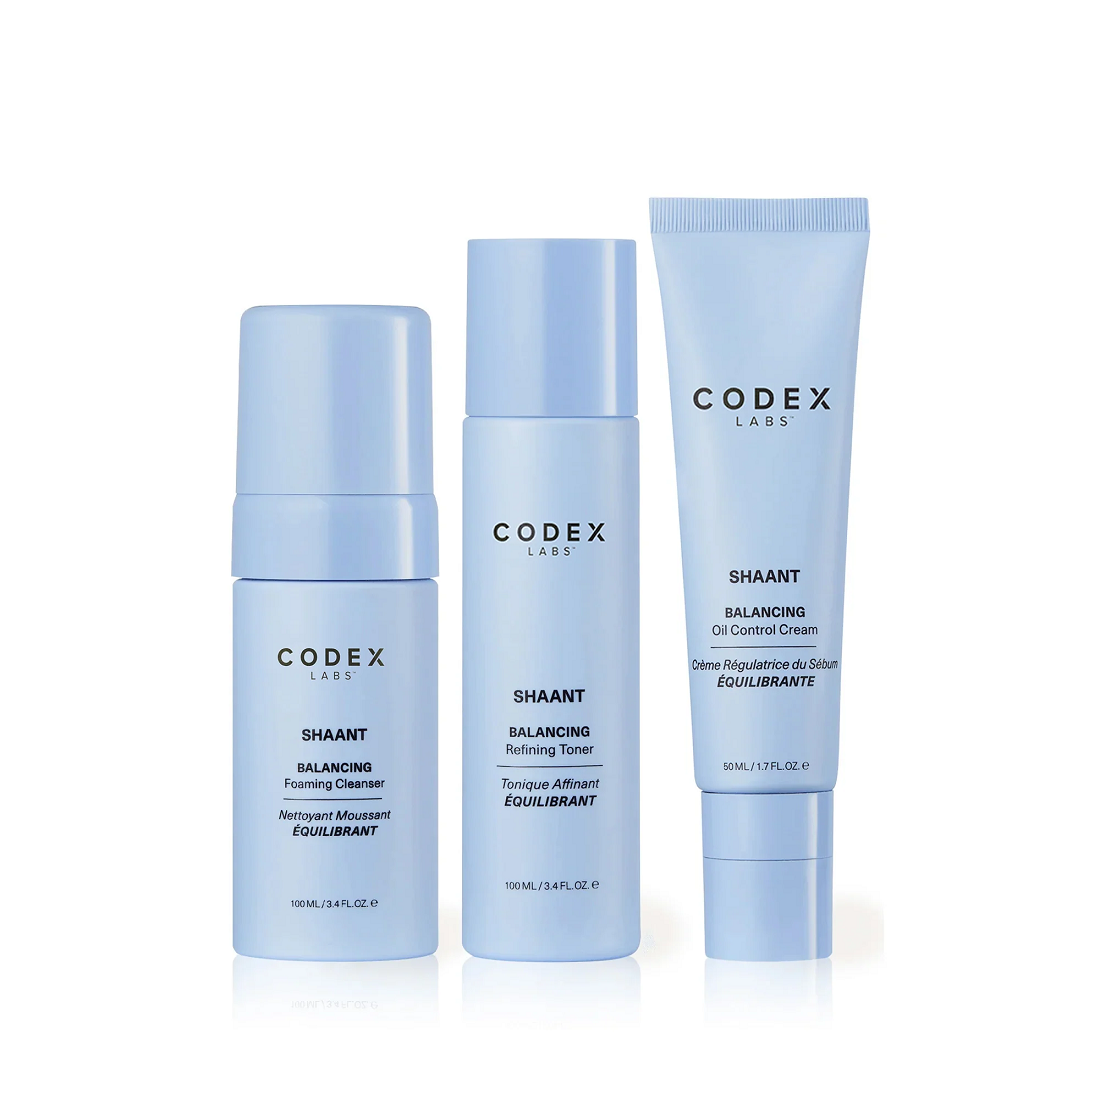 CODEX
LABS™
SHAANT
BALANCING
Foaming Cleanser
Nettoyant Moussant
ÉQUILIBRANT
100 ML / 3.4 FL.OZ. ℮
CODEX
LABS™
SHAANT
BALANCING
Refining Toner
Tonique Affinant
ÉQUILIBRANT
100 ML / 3.4 FL.OZ. ℮
CODEX
LABS™
SHAANT
BALANCING
Oil Control Cream
Crème Régulatrice du Sébum
ÉQUILIBRANTE
50 ML / 1.7 FL.OZ. ℮